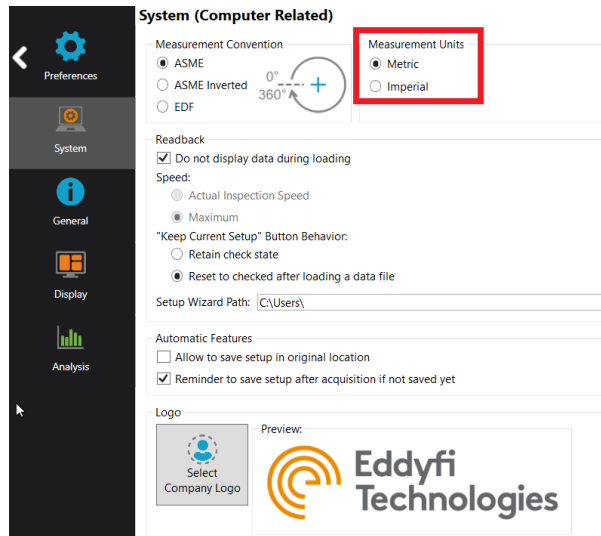 System (Computer Related)
Preferences
System
General
Display
Analysis
Measurement Convention
ASME
ASME Inverted
EDF
0°
360°
Measurement Units
Metric
Imperial
Readback
Do not display data during loading
Speed:
Actual Inspection Speed
Maximum
"Keep Current Setup" Button Behavior:
Retain check state
Reset to checked after loading a data file
Setup Wizard Path: C:\Users\
Automatic Features
Allow to save setup in original location
Reminder to save setup after acquisition if not saved yet
Logo
Select
Company Logo
Preview:
Eddyfi
Technologies